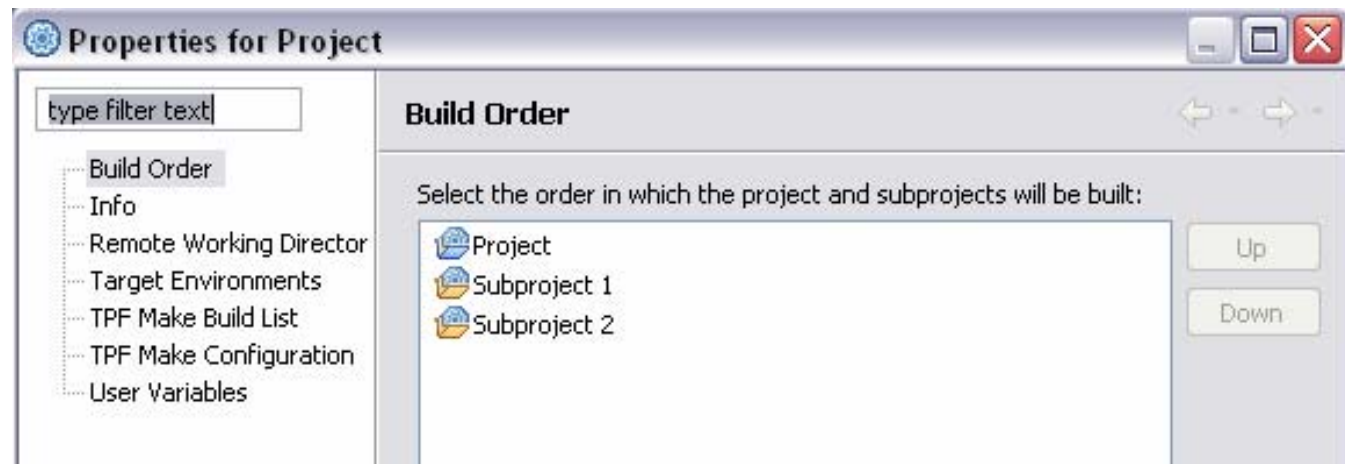 Properties for Project
type filter text
Build Order
Info
Remote Working Director
Target Environments
TPF Make Build List
TPF Make Configuration
User Variables
Build Order
Select the order in which the project and subprojects will be built:
Project
Subproject 1
Subproject 2
Up
Down